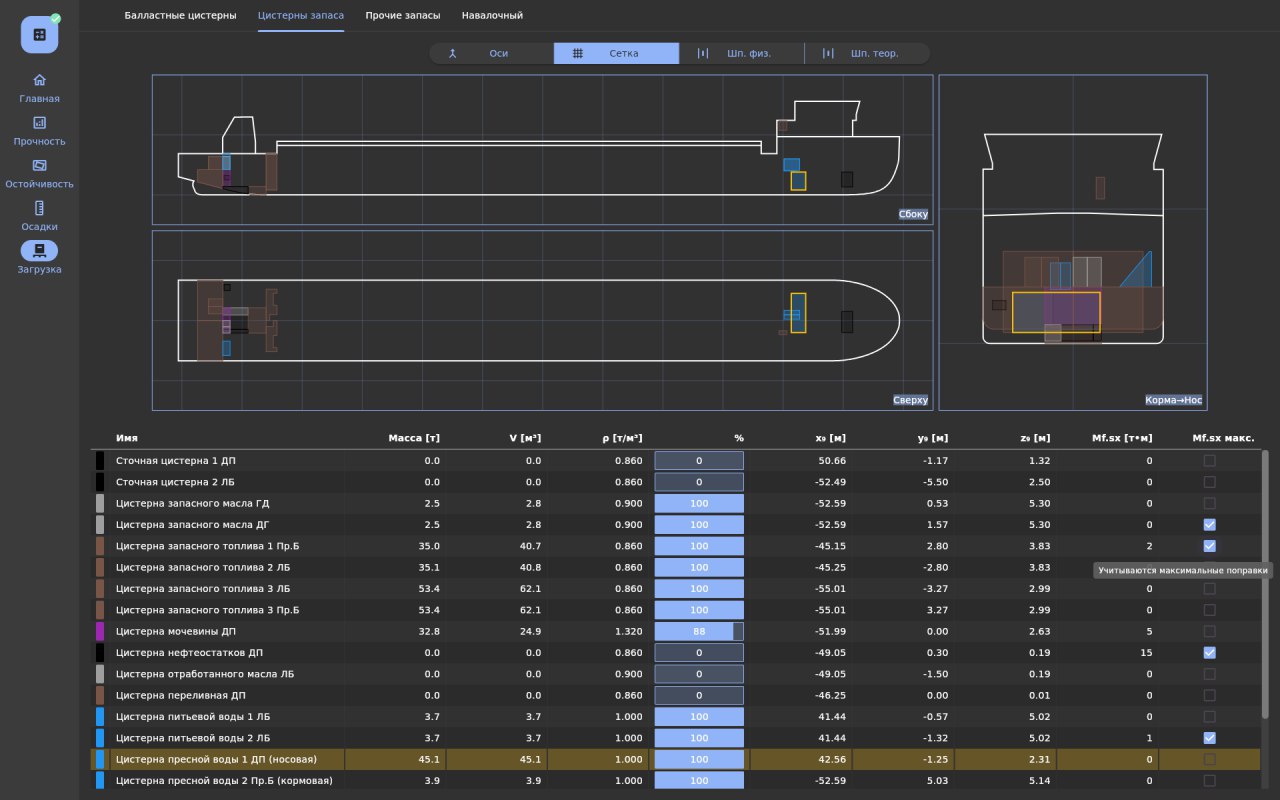 Балластные цистерны Цистерны запаса Прочие запасы Навалочный
Оси Сетка Шп. физ. Шп. теор.
Главная
Прочность
Остойчивость
Осадки
Загрузка
Сбоку
Сверху
Корма→Нос
Имя Масса [т] V [м³] ρ [т/м³] % x₉ [м] y₉ [м] z₉ [м] Mf.sx [т•м] Mf.sx макс.
Сточная цистерна 1 ДП 0.0 0.0 0.860 0 50.66 -1.17 1.32 0
Сточная цистерна 2 ЛБ 0.0 0.0 0.860 0 -52.49 -5.50 2.50 0
Цистерна запасного масла ГД 2.5 2.8 0.900 100 -52.59 0.53 5.30 0
Цистерна запасного масла ДГ 2.5 2.8 0.900 100 -52.59 1.57 5.30 0
Цистерна запасного топлива 1 Пр.Б 35.0 40.7 0.860 100 -45.15 2.80 3.83 2
Цистерна запасного топлива 2 ЛБ 35.1 40.8 0.860 100 -45.25 -2.80 3.83
Учитываются максимальные поправки
Цистерна запасного топлива 3 ЛБ 53.4 62.1 0.860 100 -55.01 -3.27 2.99 0
Цистерна запасного топлива 3 Пр.Б 53.4 62.1 0.860 100 -55.01 3.27 2.99 0
Цистерна мочевины ДП 32.8 24.9 1.320 88 -51.99 0.00 2.63 5
Цистерна нефтеостатков ДП 0.0 0.0 0.860 0 -49.05 0.30 0.19 15
Цистерна отработанного масла ЛБ 0.0 0.0 0.900 0 -49.05 -1.50 0.19 0
Цистерна переливная ДП 0.0 0.0 0.860 0 -46.25 0.00 0.01 0
Цистерна питьевой воды 1 ЛБ 3.7 3.7 1.000 100 41.44 -0.57 5.02 0
Цистерна питьевой воды 2 ЛБ 3.7 3.7 1.000 100 41.44 -1.32 5.02 1
Цистерна пресной воды 1 ДП (носовая) 45.1 45.1 1.000 100 42.56 -1.25 2.31 0
Цистерна пресной воды 2 Пр.Б (кормовая) 3.9 3.9 1.000 100 -52.59 5.03 5.14 0